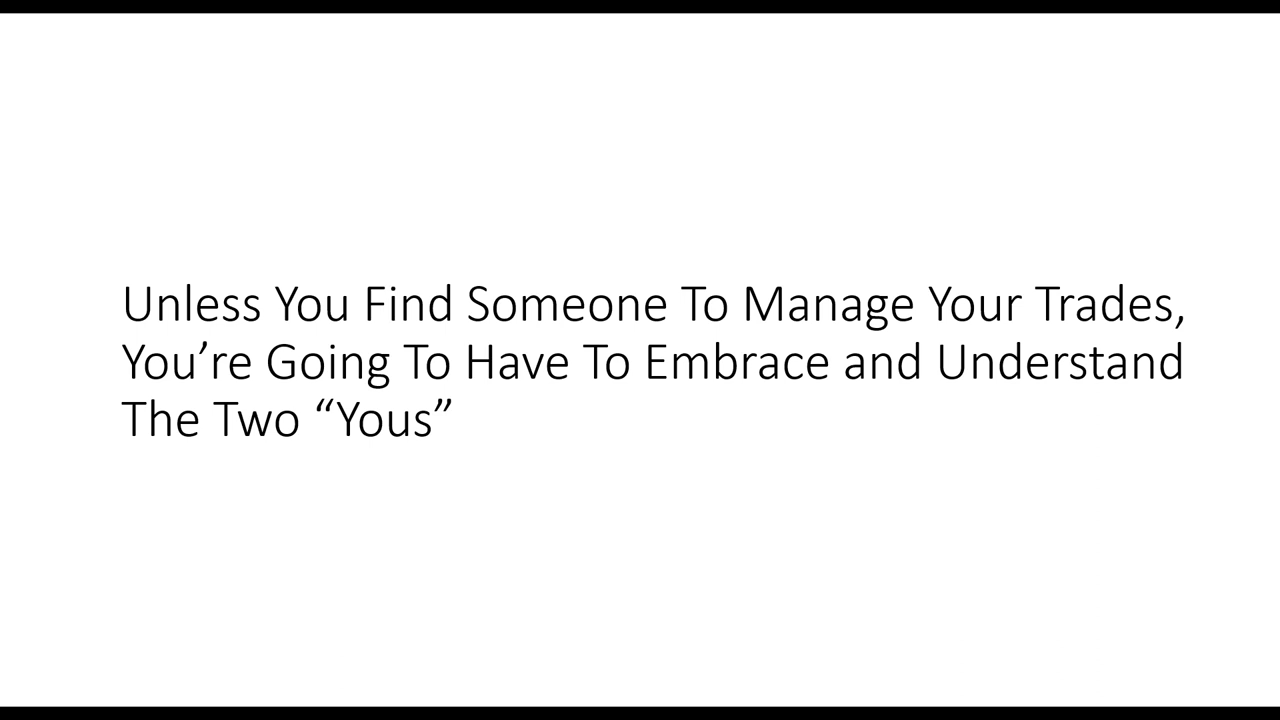 Unless You Find Someone To Manage Your Trades,
You’re Going To Have To Embrace and Understand
The Two “Yous”